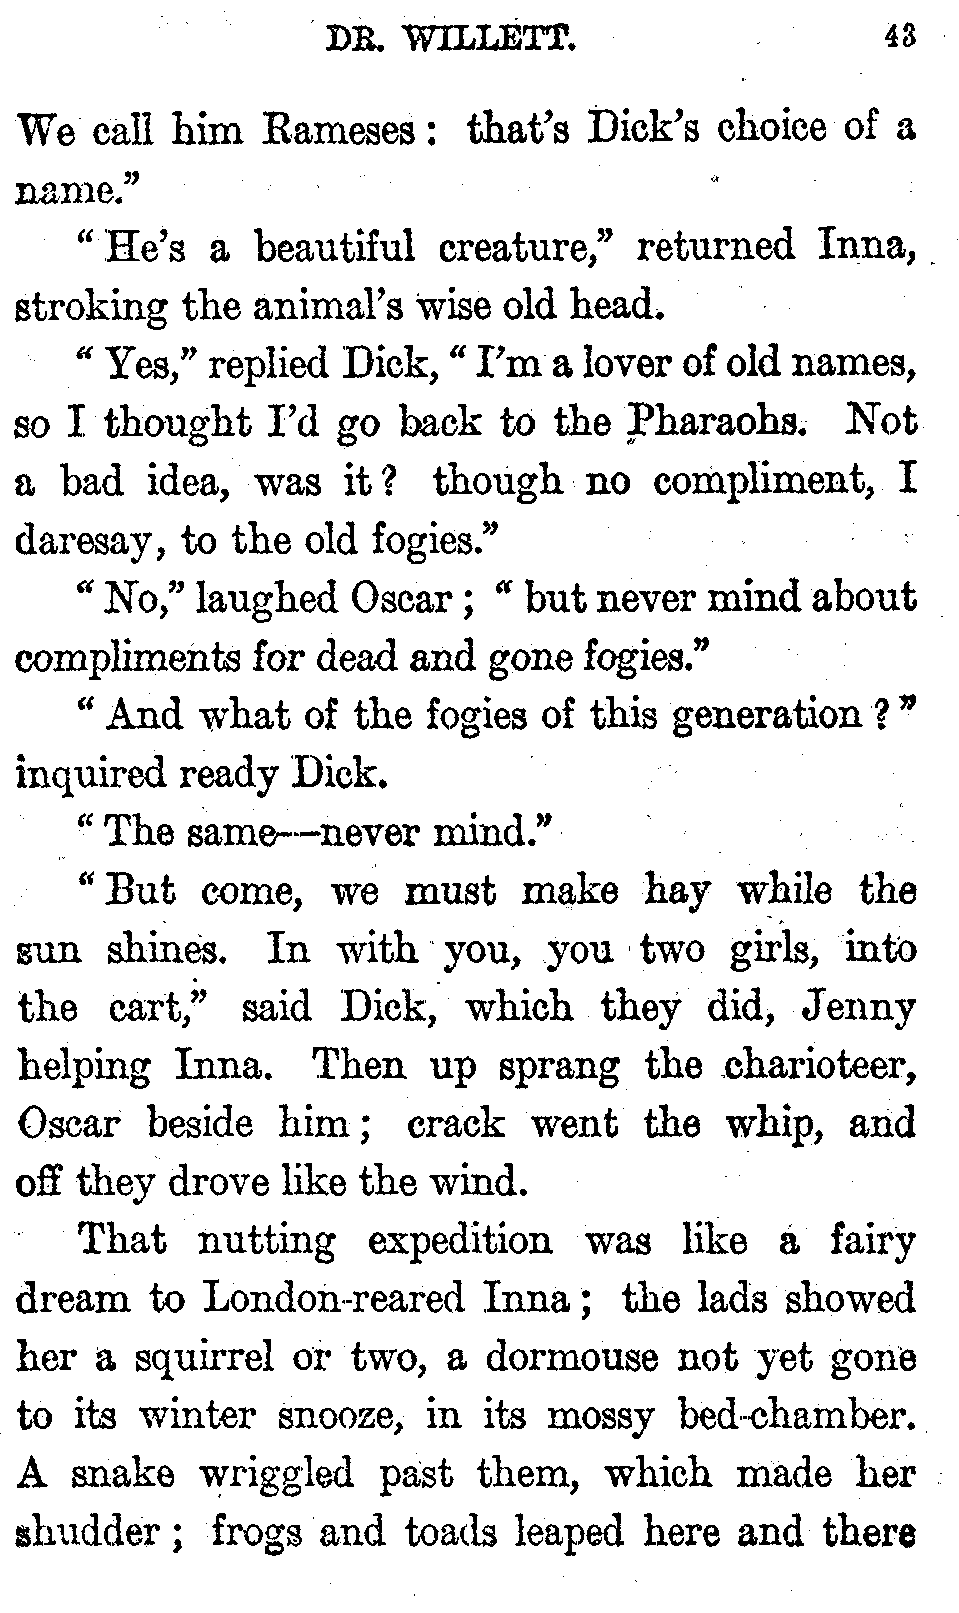 DR. WILLETT. 43
We call him Rameses : that's Dick's choice of a
name."
"He's a beautiful creature," returned Inna,
stroking the animal's wise old head.
"Yes," replied Dick, "I'm a lover of old names,
so I thought I'd go back to the Pharaohs. Not
a bad idea, was it? though no compliment, I
daresay, to the old fogies."
"No," laughed Oscar ; "but never mind about
compliments for dead and gone fogies."
"And what of the fogies of this generation ?"
inquired ready Dick.
"The same—never mind."
"But come, we must make hay while the
sun shines. In with you, you two girls, into
the cart," said Dick, which they did, Jenny
helping Inna. Then up sprang the charioteer,
Oscar beside him ; crack went the whip, and
off they drove like the wind.
That nutting expedition was like a fairy
dream to London-reared Inna ; the lads showed
her a squirrel or two, a dormouse not yet gone
to its winter snooze, in its mossy bed-chamber.
A snake wriggled past them, which made her
shudder ; frogs and toads leaped here and there